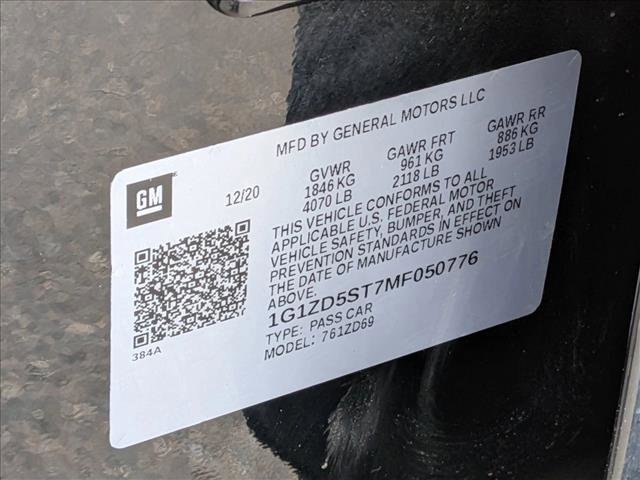 MFD BY GENERAL MOTORS LLC
GM
12/20
GVWR
1846 KG
4070 LB
GAWR FRT
961 KG
2118 LB
GAWR RR
886 KG
1953 LB
THIS VEHICLE CONFORMS TO ALL
APPLICABLE U.S. FEDERAL MOTOR
VEHICLE SAFETY, BUMPER, AND THEFT
PREVENTION STANDARDS IN EFFECT ON
THE DATE OF MANUFACTURE SHOWN
ABOVE.
1G1ZD5ST7MF050776
TYPE: PASS CAR
MODEL: 761ZD69
384A